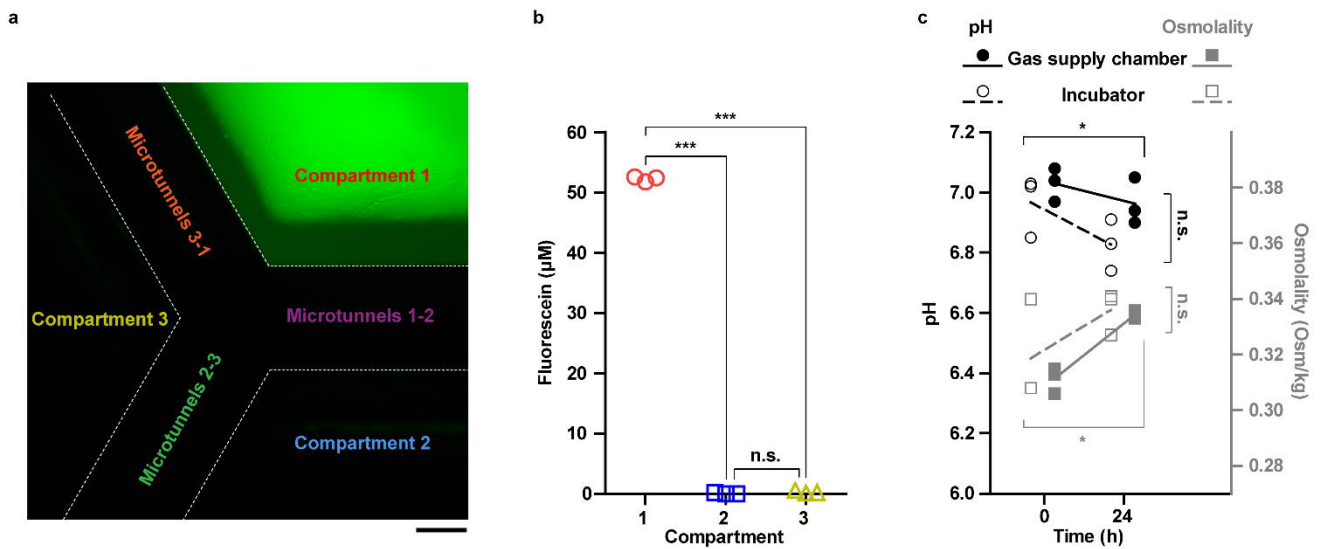 a
Microtunnels 3-1
Compartment 1
Compartment 3
Microtunnels 1-2
Microtunnels 2-3
Compartment 2
b
***
***
n.s.
60
50
40
30
20
10
0
Fluorescein (µM)
1 2 3
Compartment
c
pH Osmolality
Gas supply chamber
Incubator
7.2
7.0
6.8
6.6
6.4
6.2
6.0
pH
*
n.s.
n.s.
*
0.38
0.36
0.34
0.32
0.30
0.28
0.26
Osmolality (Osm/kg)
0 24
Time (h)